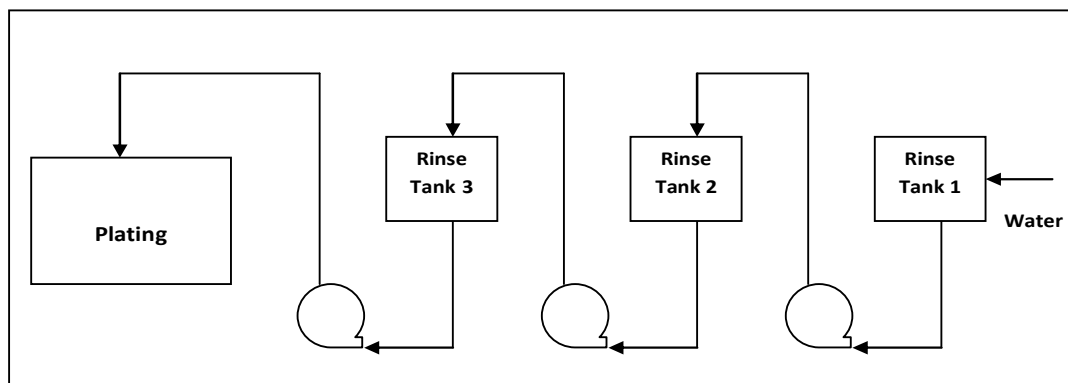 Plating
Rinse
Tank 3
Rinse
Tank 2
Rinse
Tank 1
Water